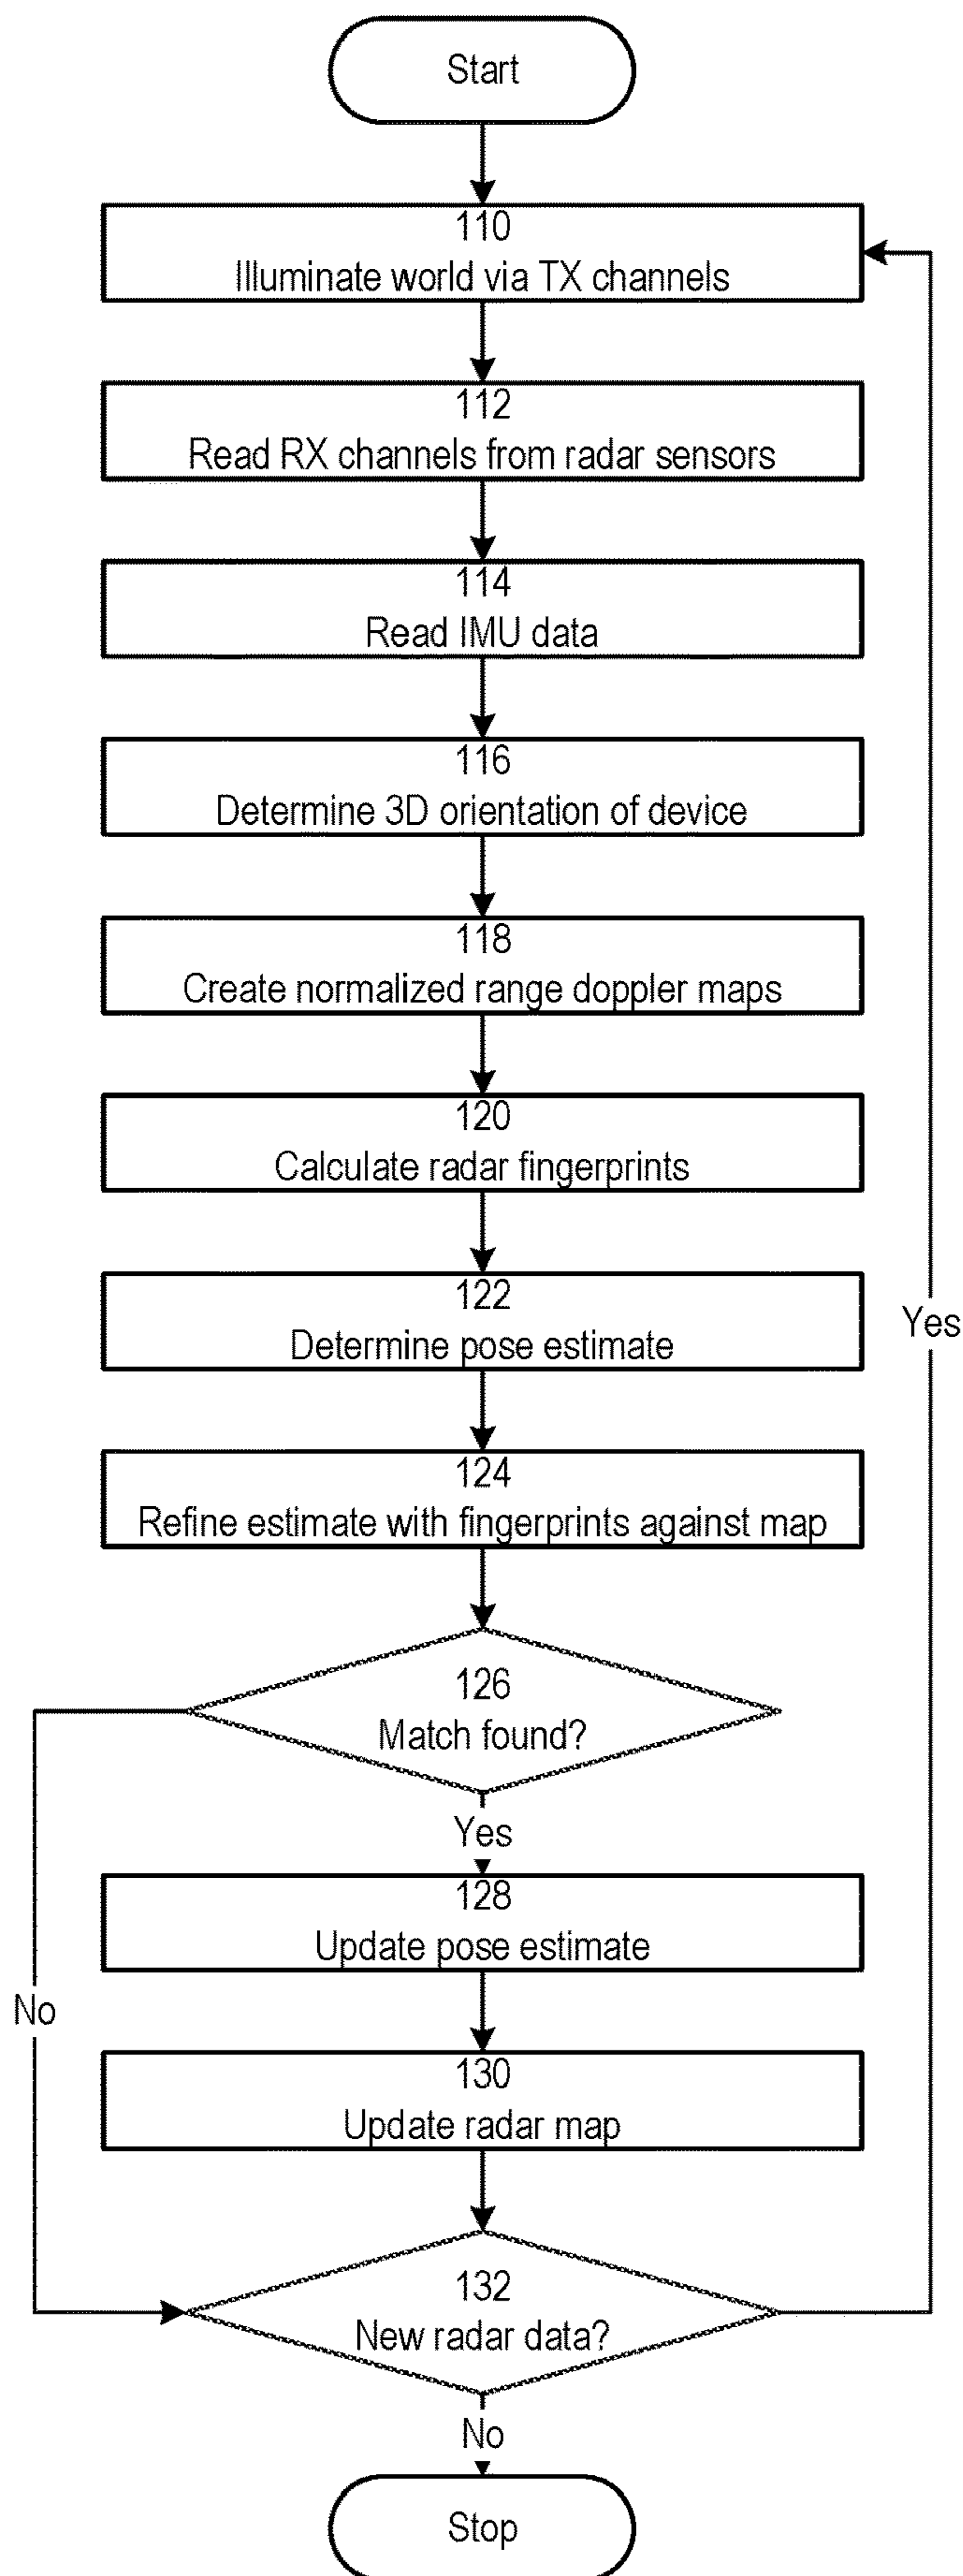 Start
110
Illuminate world via TX channels
112
Read RX channels from radar sensors
114
Read IMU data
116
Determine 3D orientation of device
118
Create normalized range doppler maps
120
Calculate radar fingerprints
122
Determine pose estimate
Yes
124
Refine estimate with fingerprints against map
126
Match found?
Yes
128
Update pose estimate
No
130
Update radar map
132
New radar data?
No
Stop